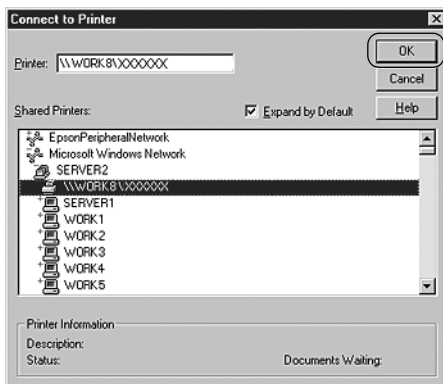 Connect to Printer
Printer: \\WORK8\XXXXXX
OK
Cancel
Help
Shared Printers:
Expand by Default
EpsonPeripheralNetwork
Microsoft Windows Network
SERVER2
\\WORK8\XXXXXX
SERVER1
WORK1
WORK2
WORK3
WORK4
WORK5
Printer Information
Description:
Status:
Documents Waiting: